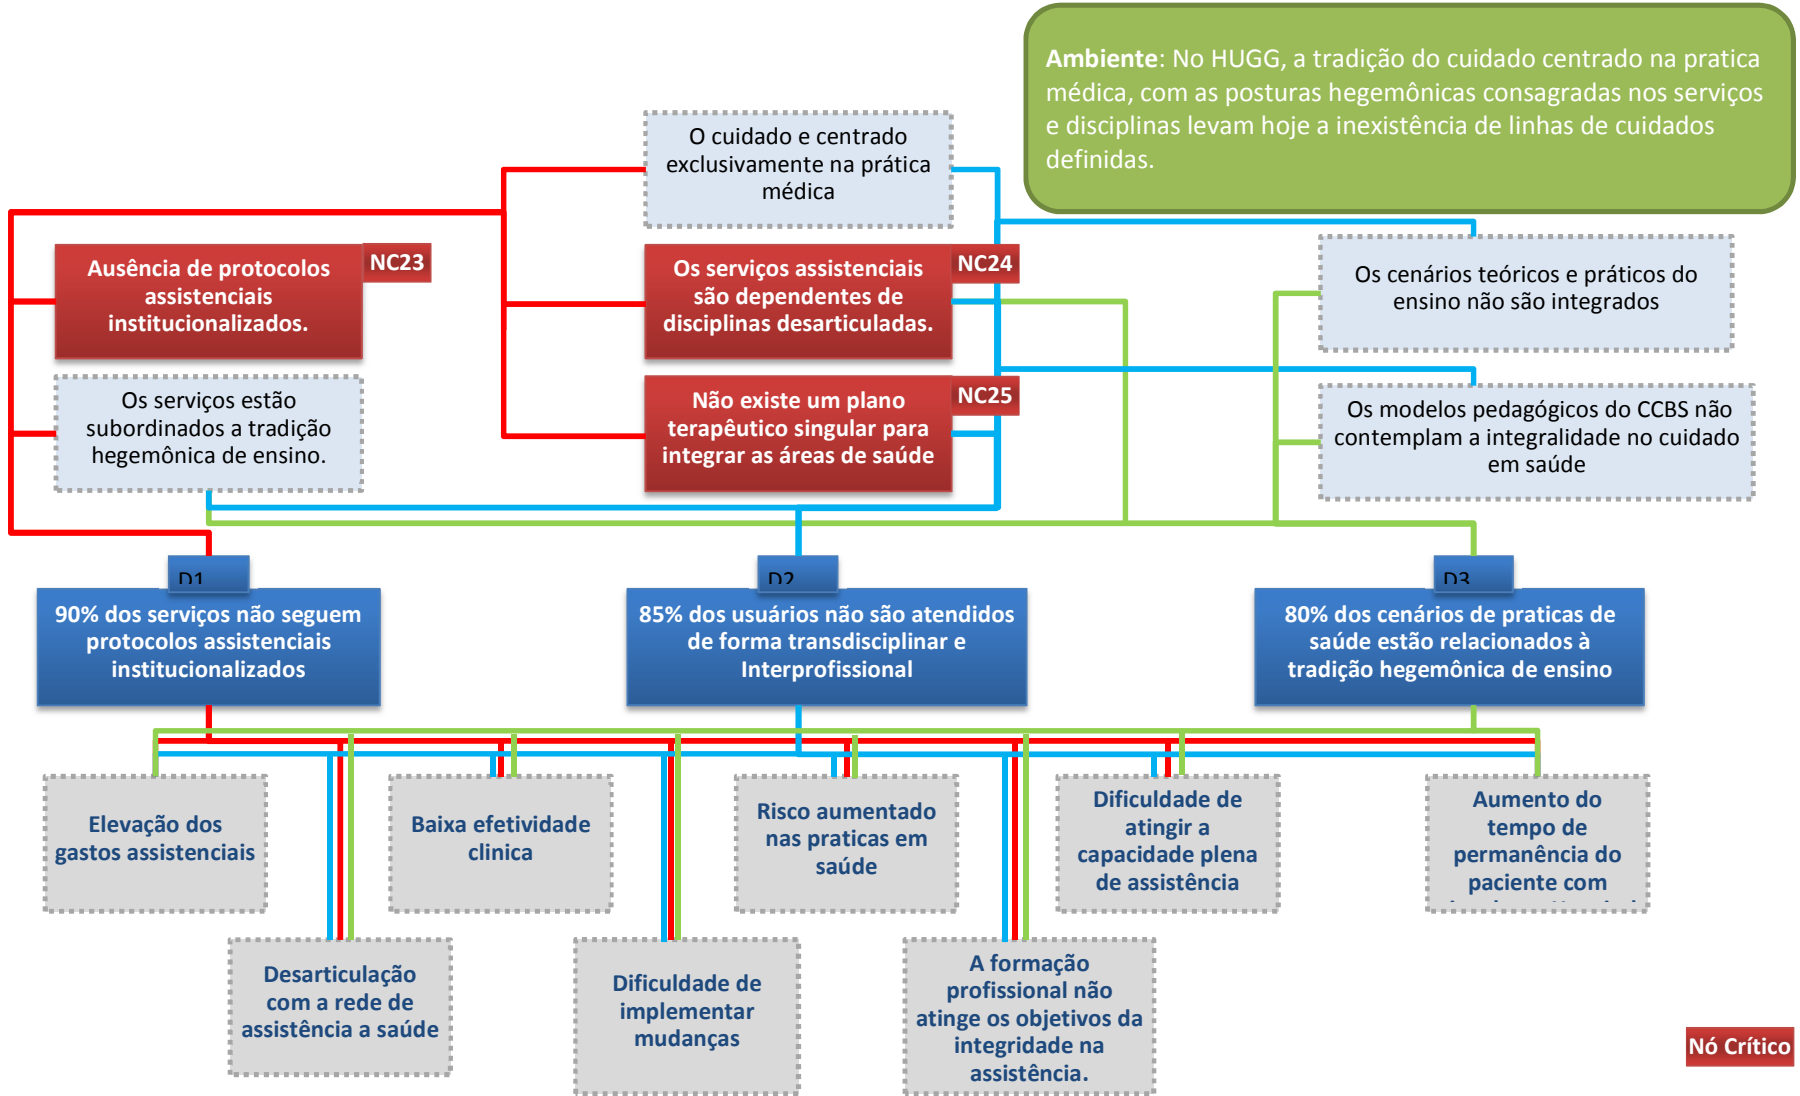 Ambiente: No HUGG, a tradição do cuidado centrado na pratica
médica, com as posturas hegemônicas consagradas nos serviços
e disciplinas levam hoje a inexistência de linhas de cuidados
definidas.
O cuidado e centrado
exclusivamente na prática
médica
Ausência de protocolos
assistenciais
institucionalizados.
NC23
Os serviços assistenciais
são dependentes de
disciplinas desarticuladas.
NC24
Os cenários teóricos e práticos do
ensino não são integrados
Os serviços estão
subordinados a tradição
hegemônica de ensino.
Não existe um plano
terapêutico singular para
integrar as áreas de saúde
NC25
Os modelos pedagógicos do CCBS não
contemplam a integralidade no cuidado
em saúde
D1
90% dos serviços não seguem
protocolos assistenciais
institucionalizados
D2
85% dos usuários não são atendidos
de forma transdisciplinar e
Interprofissional
D3
80% dos cenários de praticas de
saúde estão relacionados à
tradição hegemônica de ensino
Elevação dos
gastos assistenciais
Baixa efetividade
clinica
Risco aumentado
nas praticas em
saúde
Dificuldade de
atingir a
capacidade plena
de assistência
Aumento do
tempo de
permanência do
paciente com
Desarticulação
com a rede de
assistência a saúde
Dificuldade de
implementar
mudanças
A formação
profissional não
atinge os objetivos da
integridade na
assistência.
Nó Crítico